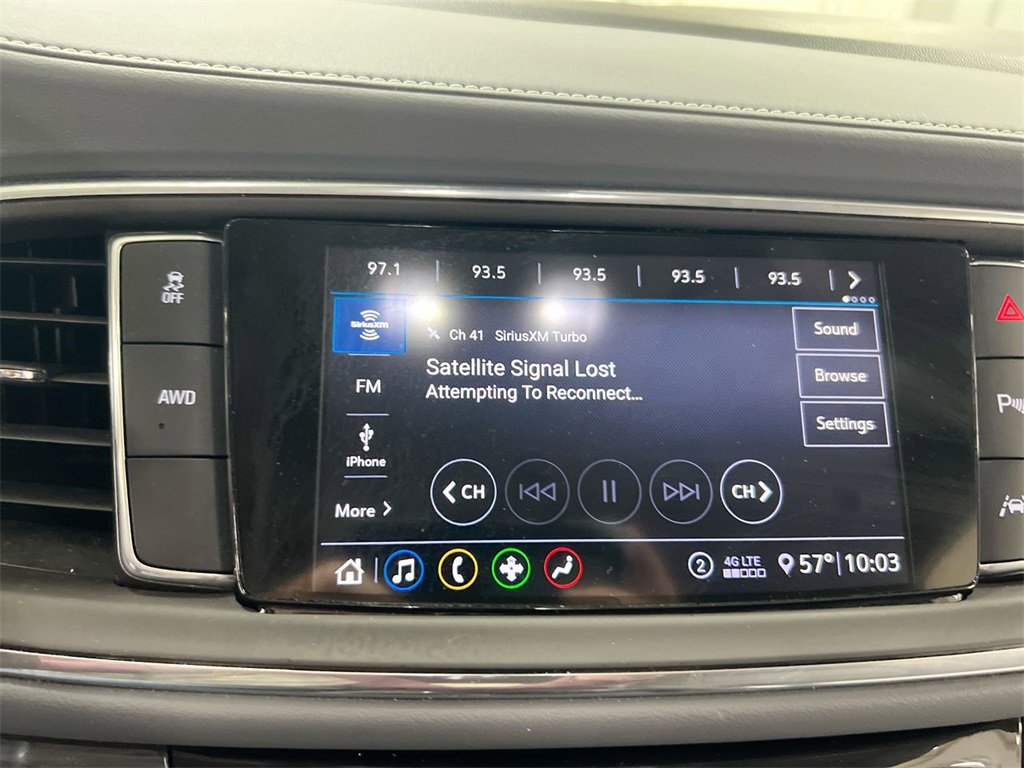 97.1 93.5 93.5 93.5 93.5
SiriusXM
Ch 41 SiriusXM Turbo
Sound
OFF
Satellite Signal Lost
Attempting To Reconnect...
Browse
FM
AWD
P
Settings
iPhone
CH
CH
More
2
4G LTE
57° 10:03